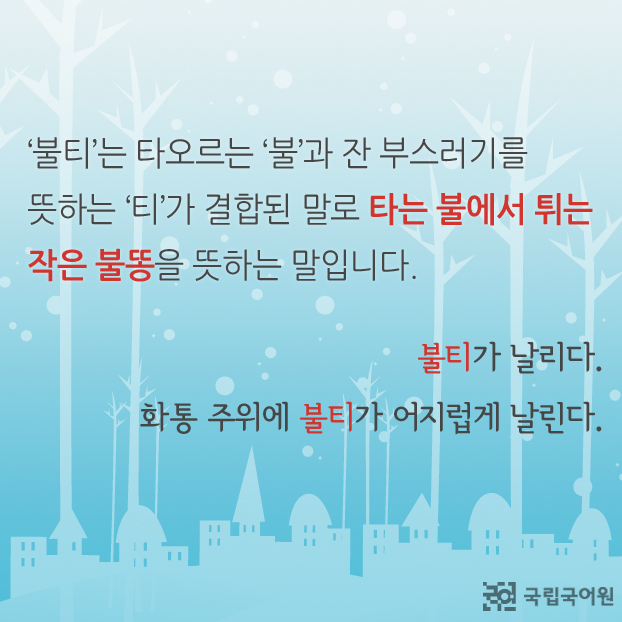 ‘불티’는 타오르는 ‘불’과 잔 부스러기를
뜻하는 ‘티’가 결합된 말로 타는 불에서 튀는
작은 불똥을 뜻하는 말입니다.
불티가 날리다.
화톳 주위에 불티가 어지럽게 날린다.
국립국어원